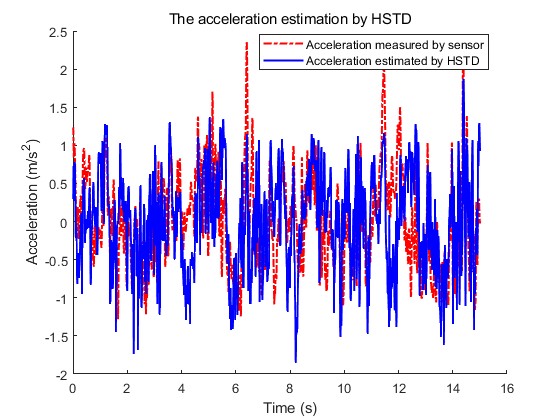 The acceleration estimation by HSTD
Acceleration measured by sensor
Acceleration estimated by HSTD
2.5
2
1.5
1
0.5
0
-0.5
-1
-1.5
-2
Acceleration (m/s²)
0 2 4 6 8 10 12 14 16
Time (s)